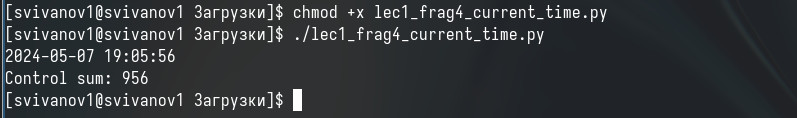 [svivanov1@svivanov1 Загрузки]$ chmod +x lec1_frag4_current_time.py
[svivanov1@svivanov1 Загрузки]$ ./lec1_frag4_current_time.py
2024-05-07 19:05:56
Control sum: 956
[svivanov1@svivanov1 Загрузки]$